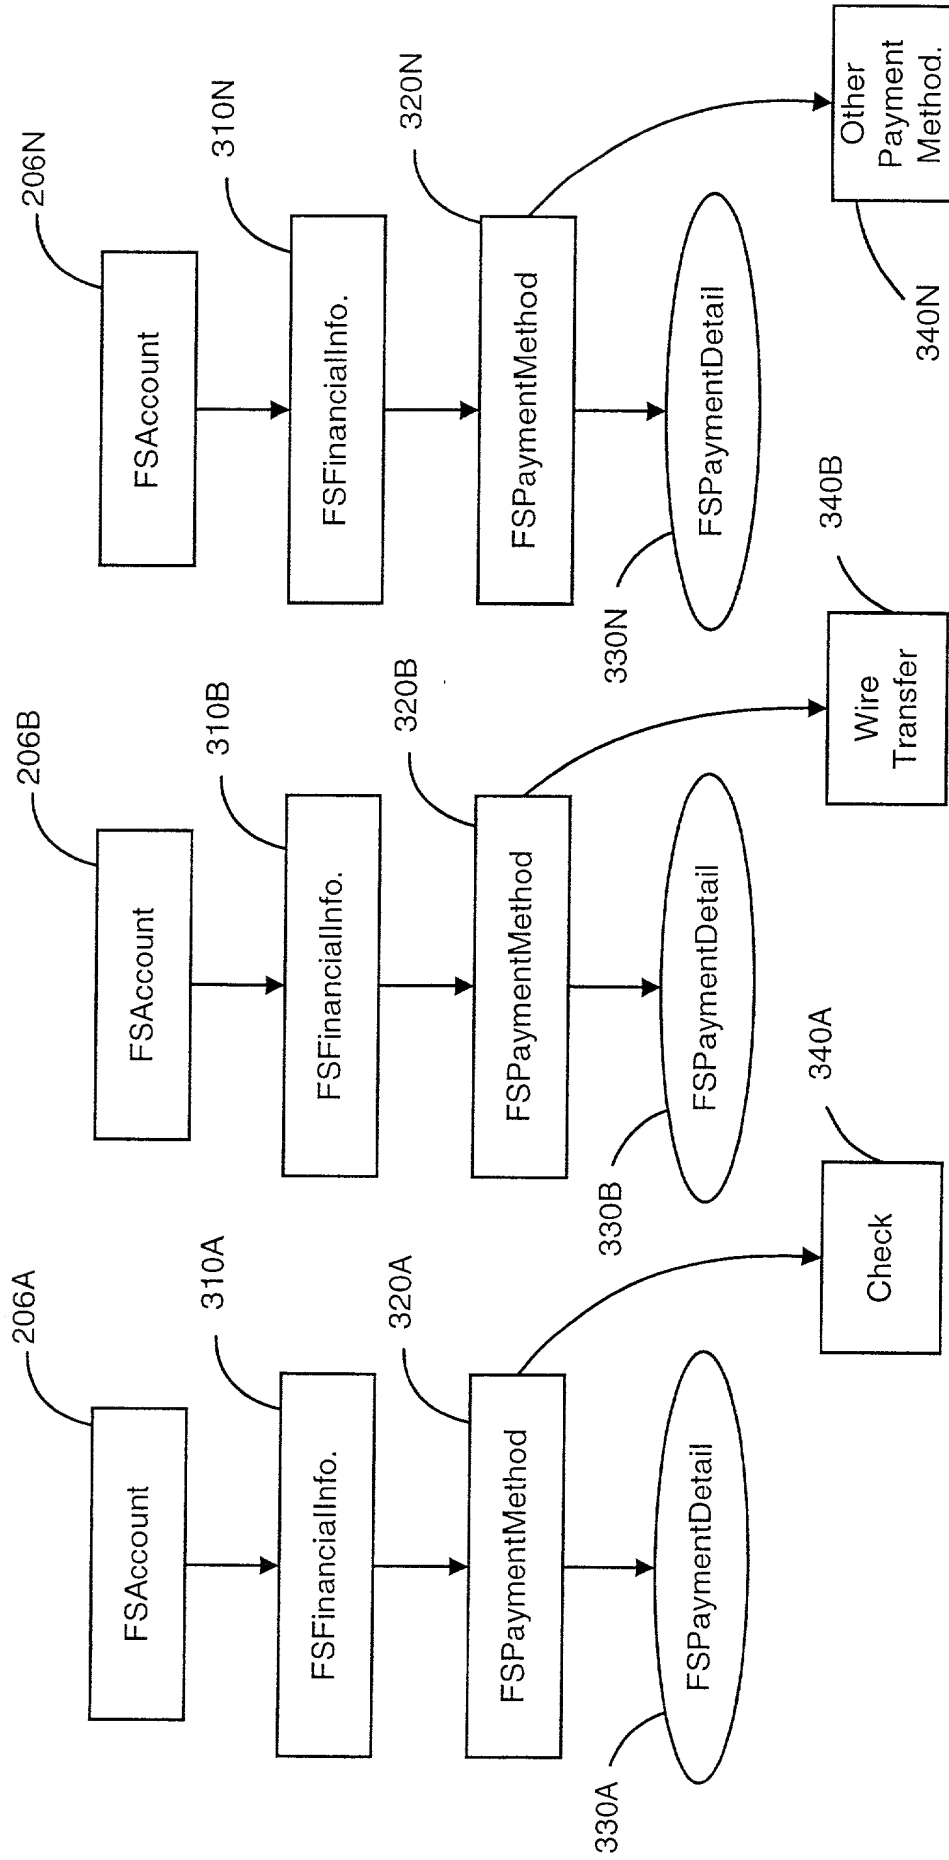 206A
206B
206N
FSAccount
FSAccount
FSAccount
310A
310B
310N
FSFinancialInfo.
FSFinancialInfo.
FSFinancialInfo.
320A
320B
320N
FSPaymentMethod
FSPaymentMethod
FSPaymentMethod
330A
330B
330N
FSPaymentDetail
FSPaymentDetail
FSPaymentDetail
340A
340B
Check
Wire
Transfer
Other
Payment
Method.
340N